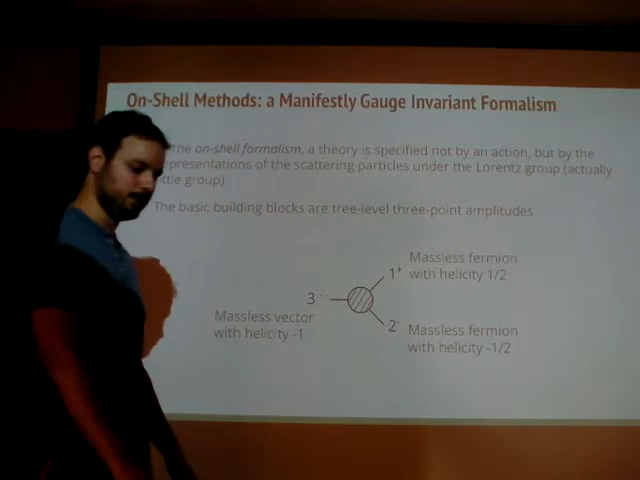 On-Shell Methods: a Manifestly Gauge Invariant Formalism
the on-shell formalism, a theory is specified not by an action, but by the
presentations of the scattering particles under the Lorentz group (actually
ttle group)
The basic building blocks are tree-level three-point amplitudes
Massless fermion
1⁺ with helicity 1/2
3
Massless vector
with helicity -1
2⁻ Massless fermion
with helicity -1/2